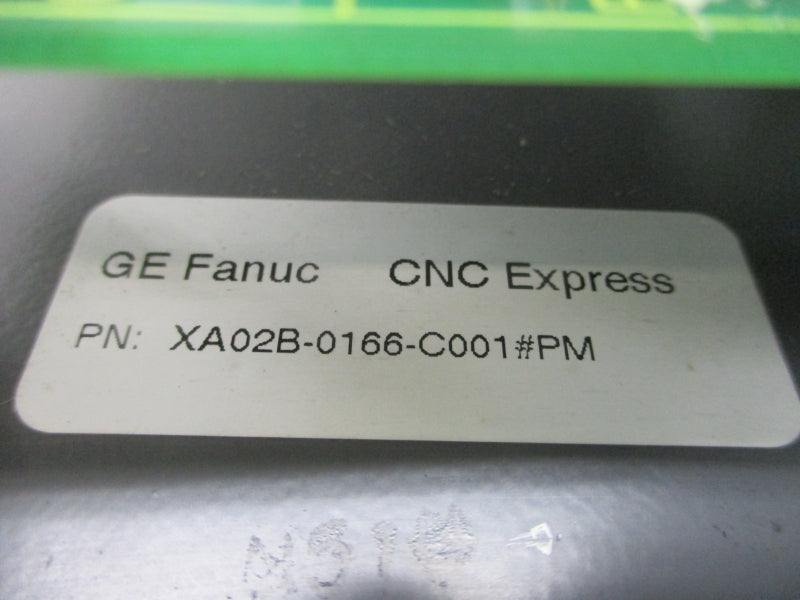 GE Fanuc CNC Express
PN: XA02B-0166-C001#PM